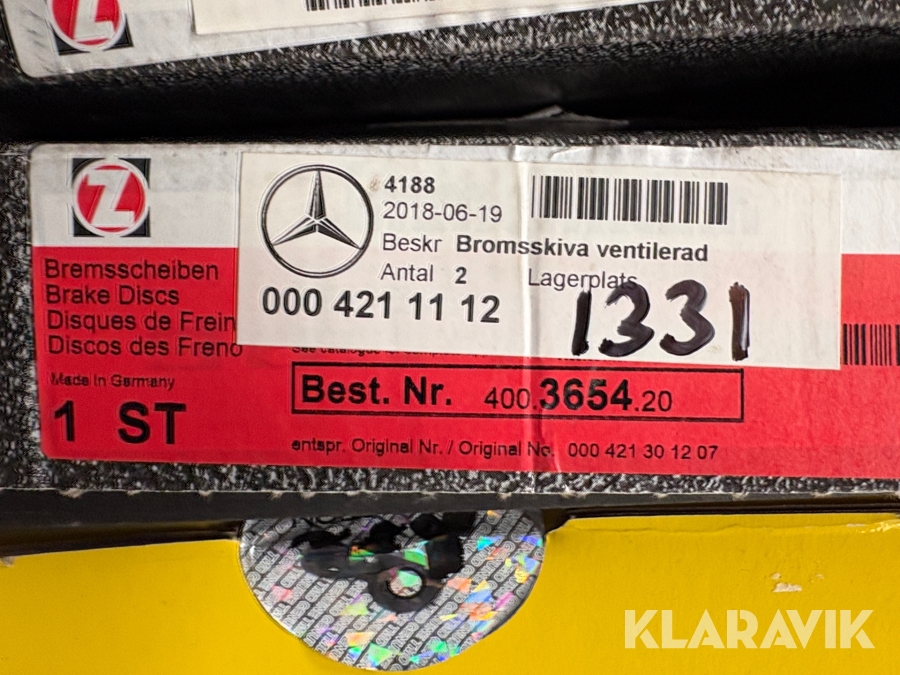 Z
4188
2018-06-19
Beskr Bromsskiva ventilerad
Antal 2 Lagerplats
000 421 11 12
1331
Bremsscheiben
Brake Discs
Disques de Frein
Discos des Freno
Made in Germany
1 ST
Best. Nr. 400.3654.20
entspr. Original Nr. / Original No. 000 421 30 12 07
KLARAVIK